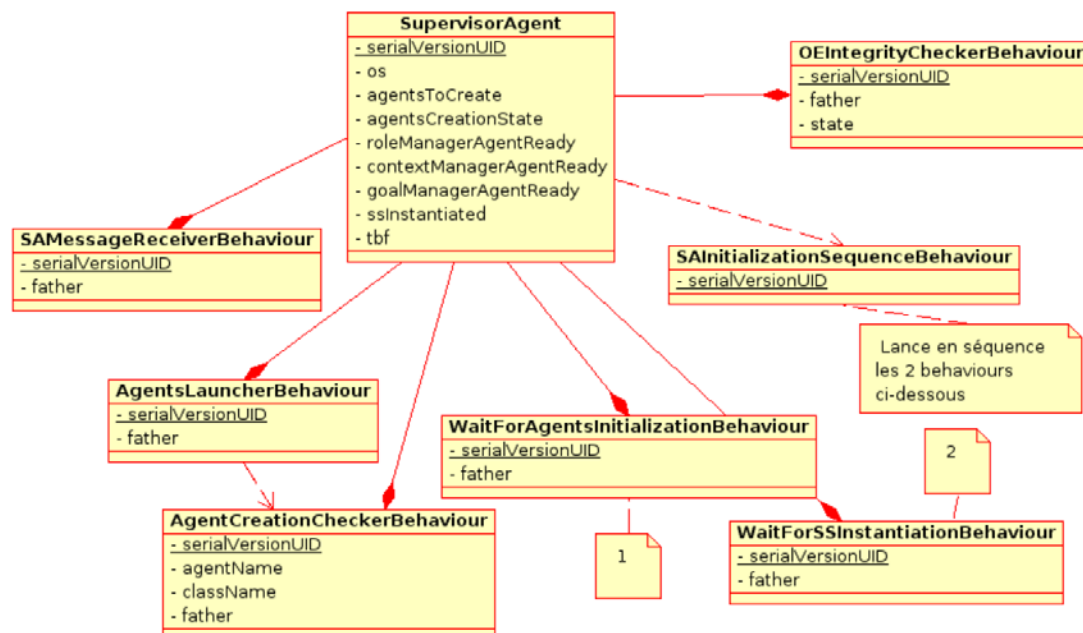 SupervisorAgent
- serialVersionUID
- os
- agentsToCreate
- agentsCreationState
- roleManagerAgentReady
- contextManagerAgentReady
- goalManagerAgentReady
- ssInstantiated
- tbf
OEIntegrityCheckerBehaviour
- serialVersionUID
- father
- state
SAMessageReceiverBehaviour
- serialVersionUID
- father
SAInitializationSequenceBehaviour
- serialVersionUID
Lance en séquence
les 2 behaviours
ci-dessous
AgentsLauncherBehaviour
- serialVersionUID
- father
WaitForAgentsInitializationBehaviour
- serialVersionUID
- father
2
AgentCreationCheckerBehaviour
- serialVersionUID
- agentName
- className
- father
1
WaitForSSInstantiationBehaviour
- serialVersionUID
- father